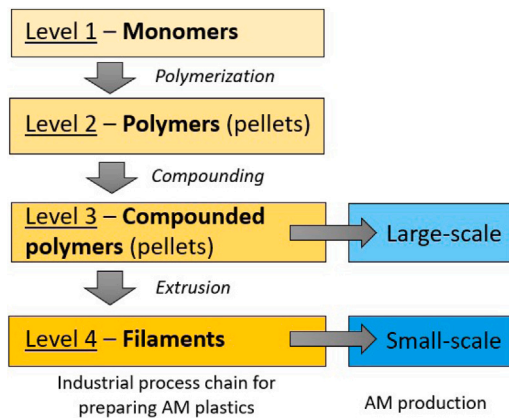 Level 1 – Monomers
Polymerization
Level 2 – Polymers (pellets)
Compounding
Level 3 – Compounded
polymers (pellets)
Large-scale
Extrusion
Level 4 – Filaments
Small-scale
Industrial process chain for
preparing AM plastics
AM production